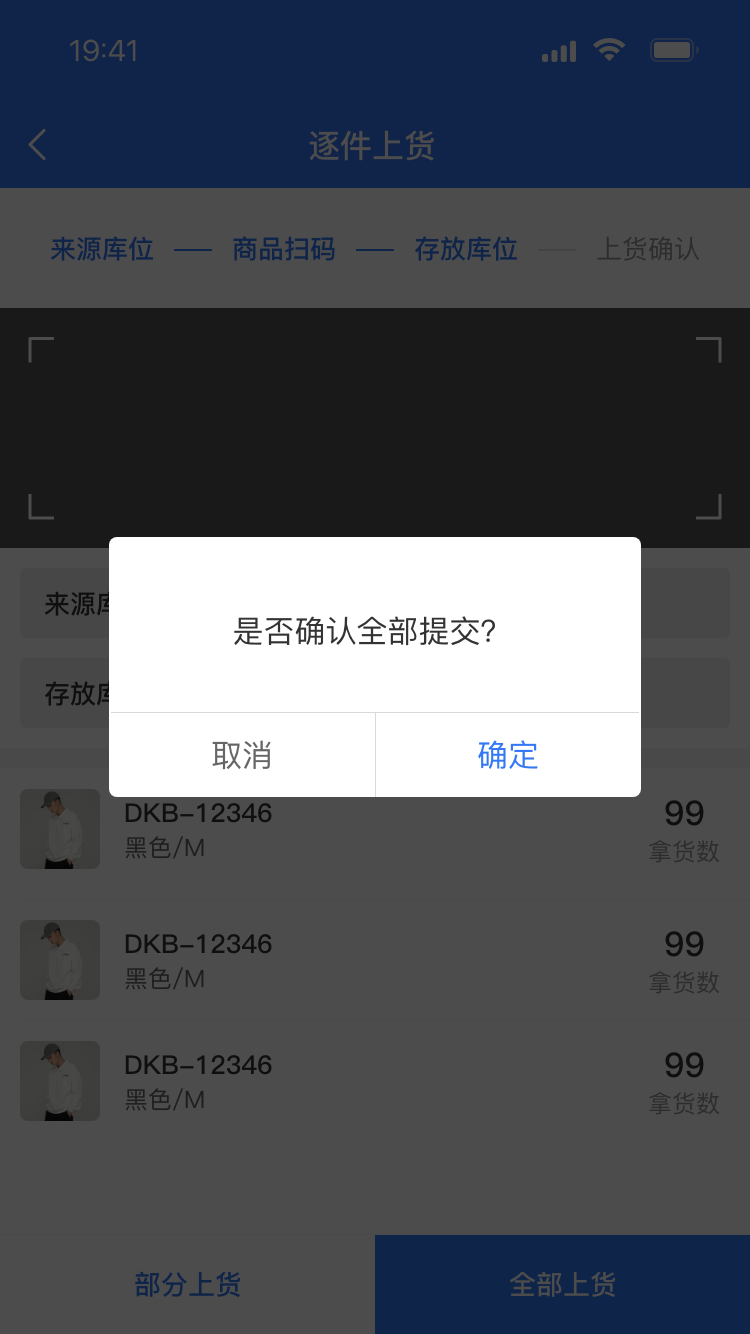 19:41
逐件上货
来源库位 商品扫码 存放库位 上货确认
来源库
是否确认全部提交?
存放库
取消 确定
DKB-12346 99
黑色/M 拿货数
DKB-12346 99
黑色/M 拿货数
DKB-12346 99
黑色/M 拿货数
部分上货 全部上货